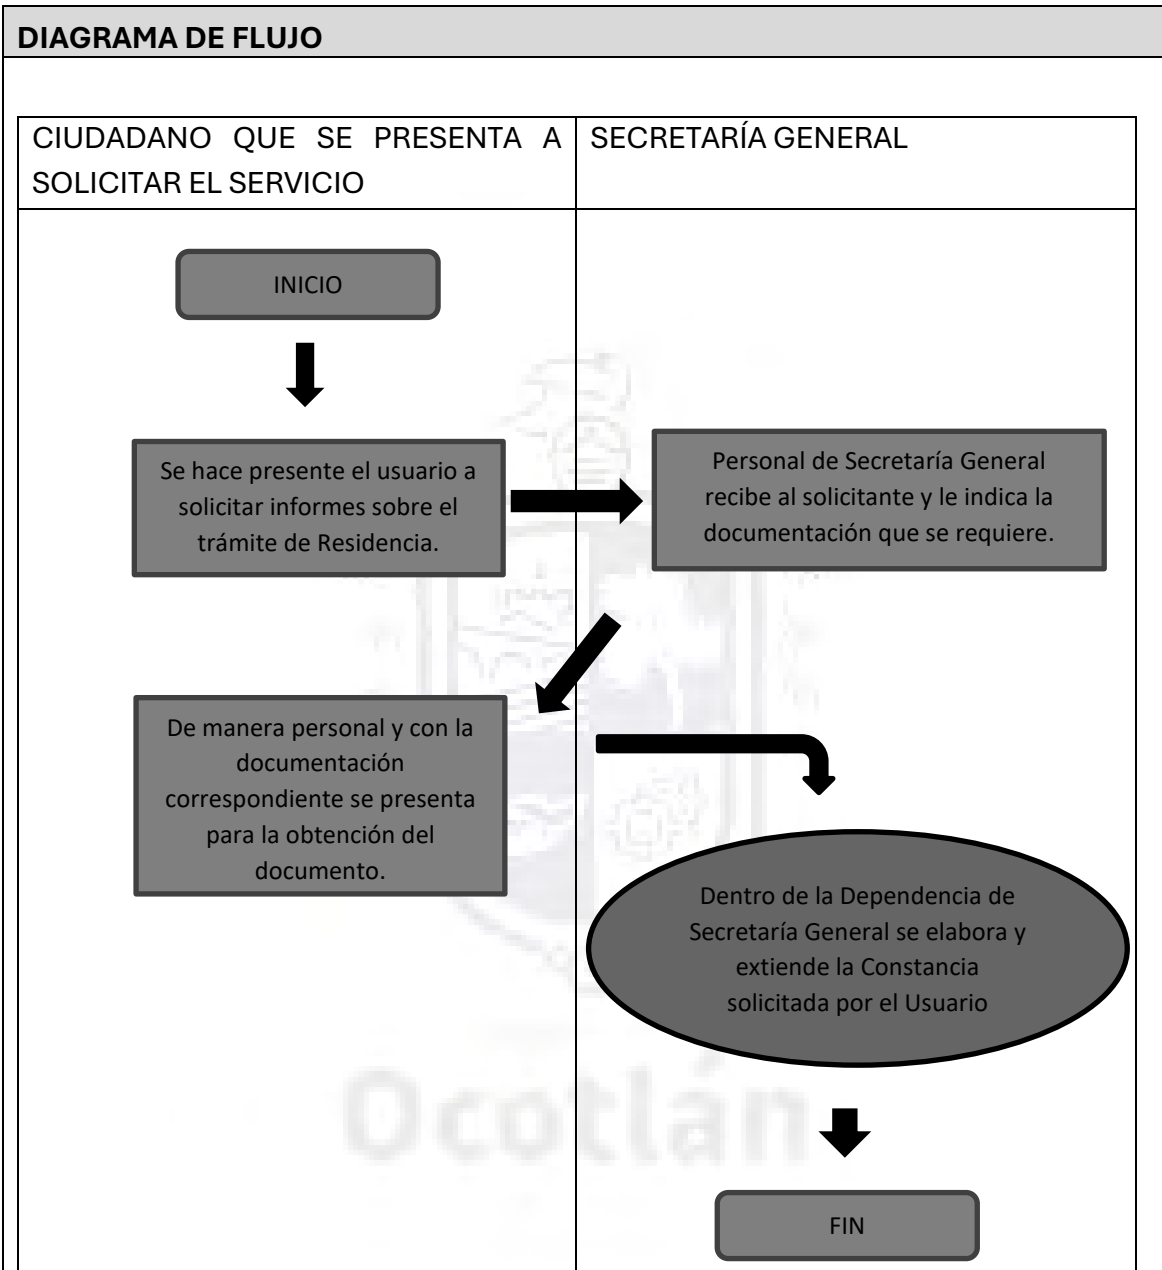 DIAGRAMA DE FLUJO
CIUDADANO QUE SE PRESENTA A
SOLICITAR EL SERVICIO
SECRETARÍA GENERAL
INICIO
Se hace presente el usuario a
solicitar informes sobre el
trámite de Residencia.
Personal de Secretaría General
recibe al solicitante y le indica la
documentación que se requiere.
De manera personal y con la
documentación
correspondiente se presenta
para la obtención del
documento.
Dentro de la Dependencia de
Secretaría General se elabora y
extiende la Constancia
solicitada por el Usuario
Ocotlán
FIN